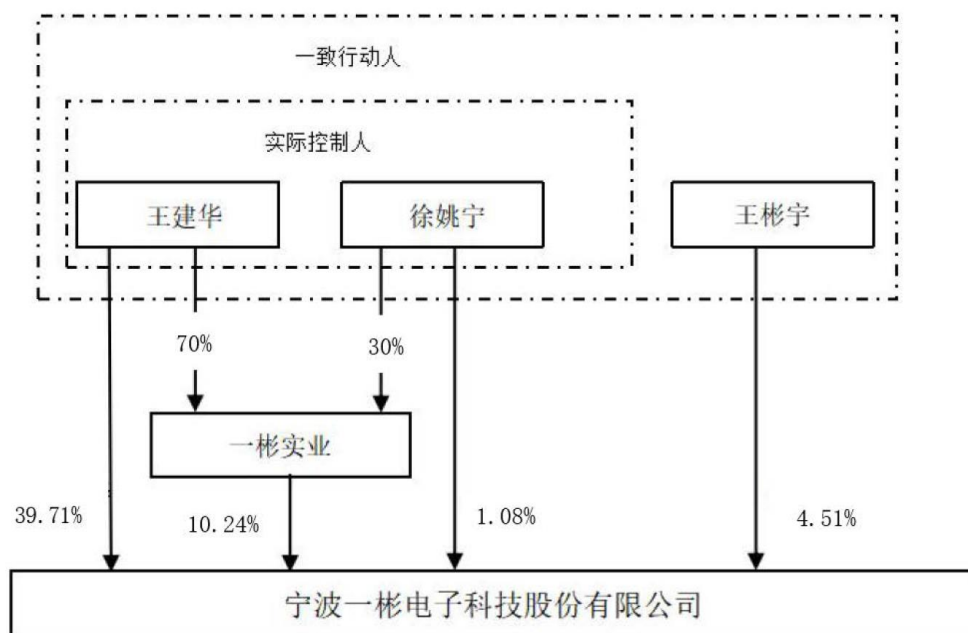 一致行动人
实际控制人
王建华
徐姚宁
王彬宇
70%
30%
一彬实业
39.71%
10.24%
1.08%
4.51%
宁波一彬电子科技股份有限公司